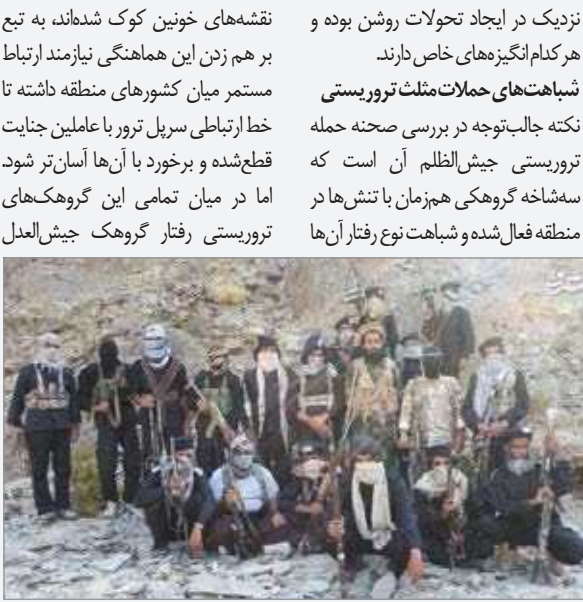 نزدیک در ایجاد تحولات روشن بوده و
هر کدام انگیزه‌های خاص دارند.
شباهت‌های حملات مثلث تروریستی
نکته جالب‌توجه در بررسی صحنه حمله
تروریستی جیش‌الظلم آن است که
سه‌شاخه گروهکی هم‌زمان با تنش‌ها در
منطقه فعال‌شده و شباهت نوع رفتار آن‌ها
نقشه‌های خونین کوک شده‌اند، به تبع
بر هم زدن این هماهنگی نیازمند ارتباط
مستمر میان کشورهای منطقه داشته تا
خط ارتباطی سرپل ترور با عاملین جنایت
قطع‌شده و برخورد با آن‌ها آسان‌تر شود.
اما در میان تمامی این گروهک‌های
تروریستی رفتار گروهک جیش‌العدل